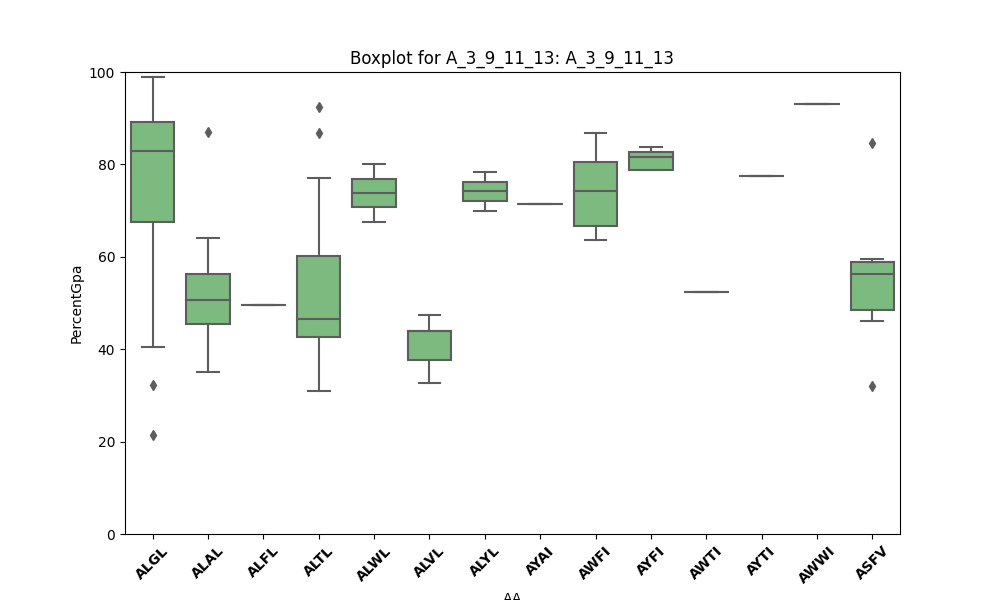 Boxplot for A_3_9_11_13: A_3_9_11_13
100
80
60
40
20
0
PercentGpa
ALGL
ALAL
ALFL
ALTL
ALWL
ALVL
ALYL
AYAI
AWFI
AYFI
AWTI
AYTI
AWWI
ASFV
AA